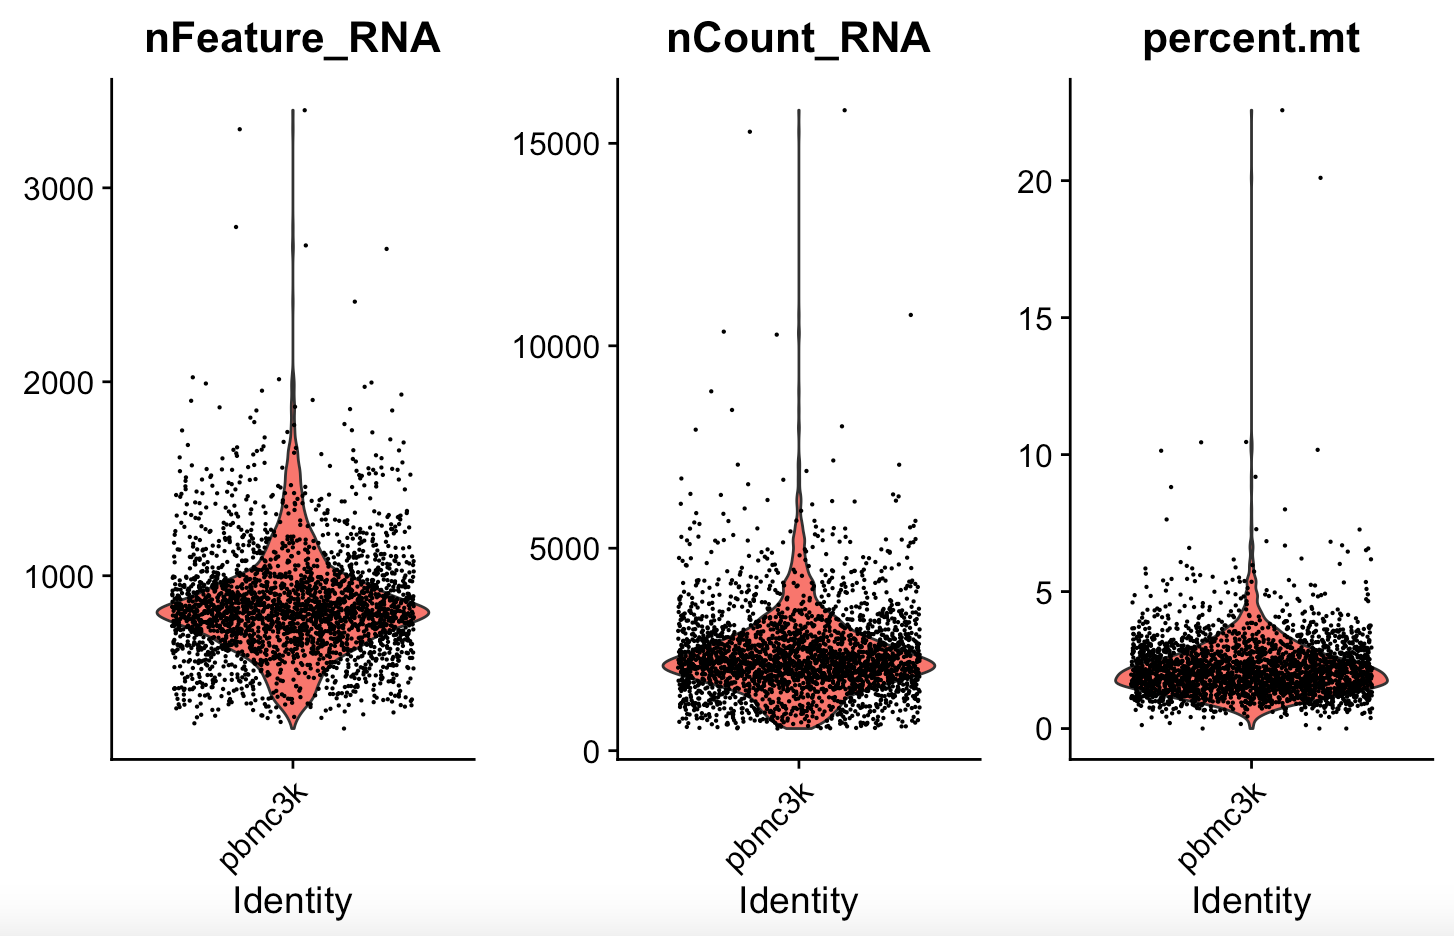 nFeature_RNA
3000
2000
1000
pbmc3k
Identity
nCount_RNA
15000
10000
5000
0
pbmc3k
Identity
percent.mt
20
15
10
5
0
pbmc3k
Identity